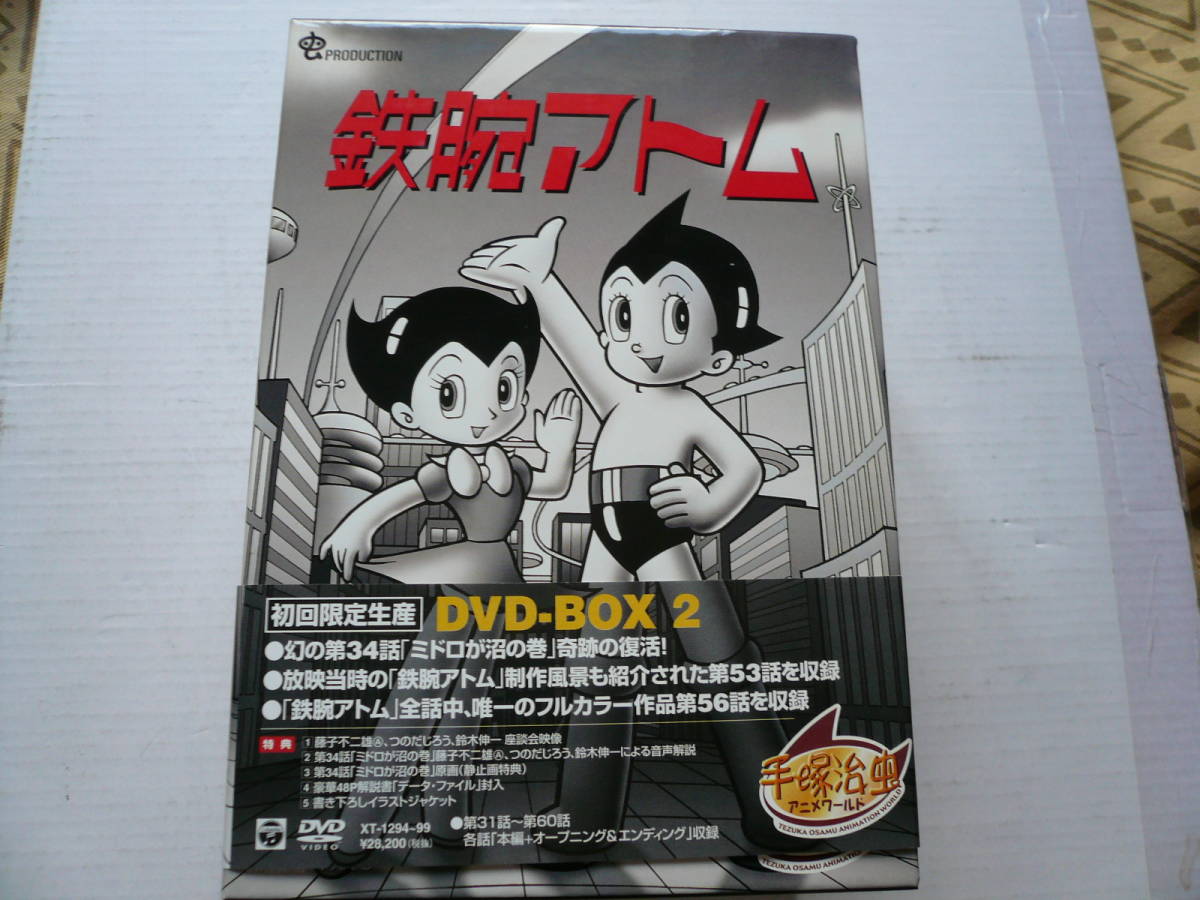 虫 PRODUCTION
鉄腕アトム
初回限定生産 DVD-BOX 2
●幻の第34話「ミドロが沼の巻」奇跡の復活!
●放映当時の「鉄腕アトム」制作風景も紹介された第53話を収録
●「鉄腕アトム」全話中、唯一のフルカラー作品第56話を収録
特典 1 藤子不二雄Ⓐ、つのだじろう、鈴木伸一 座談会映像
2 第34話「ミドロが沼の巻」藤子不二雄Ⓐ、つのだじろう、鈴木伸一による音声解説
3 第34話「ミドロが沼の巻」原画(静止画特典)
4 豪華48P解説書「データ・ファイル」封入
5 書き下ろしイラストジャケット
DVD VIDEO
XT-1294~99
¥28,200(税抜)
●第31話~第60話
各話「本編+オープニング&エンディング」収録
手塚治虫
アニメワールド
TEZUKA OSAMU ANIMATION WORLD
TEZUKA OSAMU ANIMATION